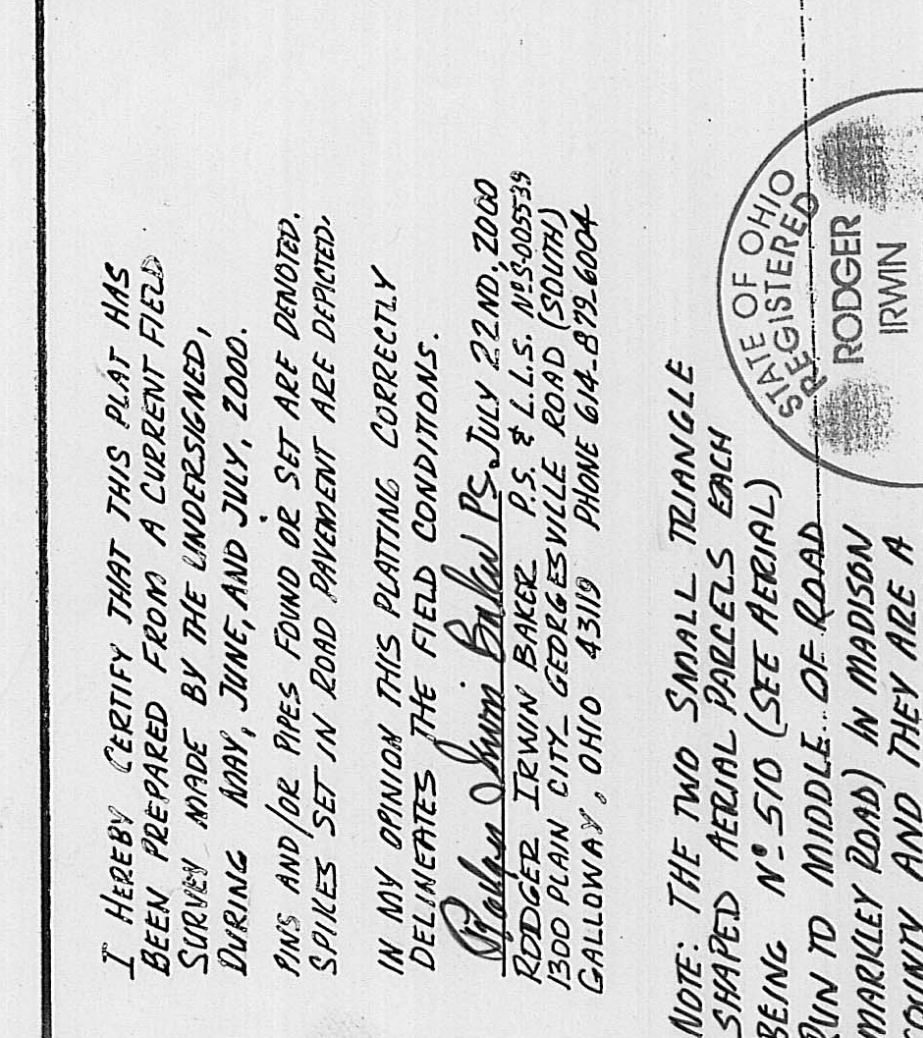 I HEREBY CERTIFY THAT THIS PLAT HAS
BEEN PREPARED FROM A CURRENT FIELD
SURVEY MADE BY THE UNDERSIGNED,
DURING MAY, JUNE, AND JULY, 2000.
PINS AND/OR PIPES FOUND OR SET ARE DENOTED.
SPIKES SET IN ROAD PAVEMENT ARE DEPICTED.
IN MY OPINION THIS PLATTING CORRECTLY
DELINEATES THE FIELD CONDITIONS.
Rodger Irwin Baker P.S. JULY 22ND, 2000
RODGER IRWIN BAKER P.S. & L.L.S. Nº S-005539
1300 PLAIN CITY GEORGESVILLE ROAD (SOUTH)
GALLOWAY, OHIO 43119 PHONE 614-879-6004
NOTE: THE TWO SMALL TRIANGLE
SHAPED AERIAL PARCELS EACH
BEING Nº 510 (SEE AERIAL)
RUN TO MIDDLE OF ROAD
MARKLEY ROAD) IN MADISON
COUNTY AND THEY ARE A
STATE OF OHIO
REGISTERED
RODGER
IRWIN